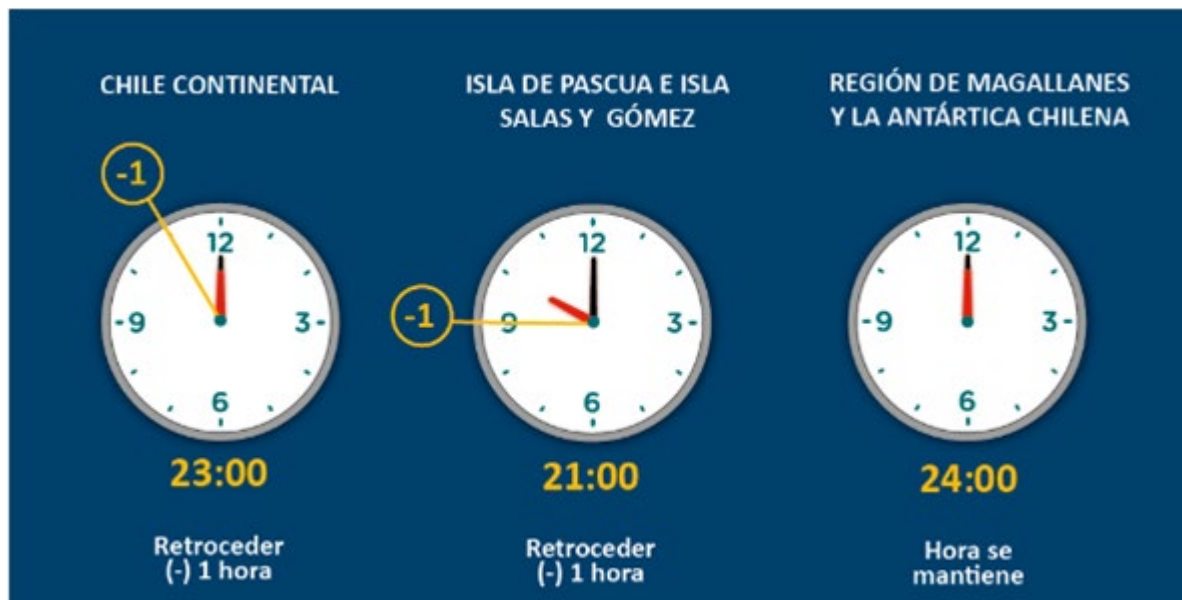 CHILE CONTINENTAL
-1
12
-9
3-
6
23:00
Retroceder
(-) 1 hora
ISLA DE PASCUA E ISLA
SALAS Y GÓMEZ
-1
12
9
3-
6
21:00
Retroceder
(-) 1 hora
REGIÓN DE MAGALLANES
Y LA ANTÁRTICA CHILENA
12
-9
3-
6
24:00
Hora se
mantiene